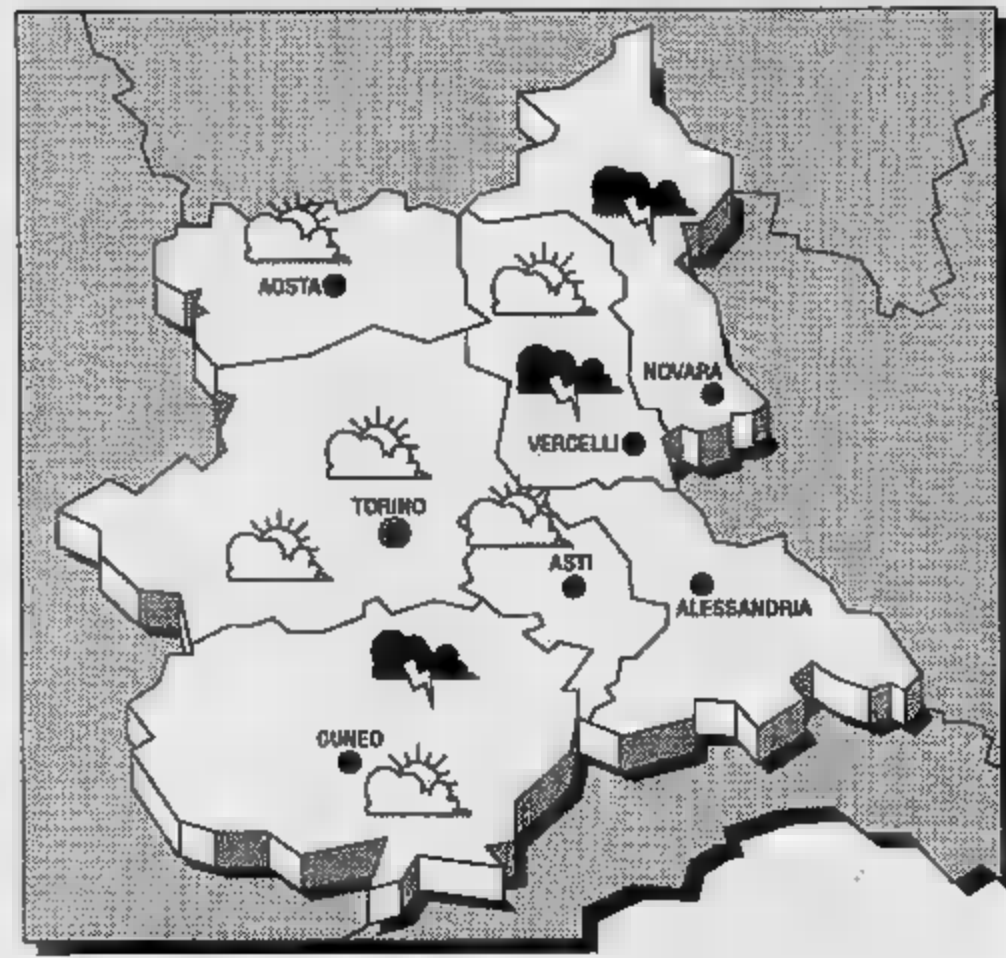 AOSTA
NOVARA
VERCELLI
TORINO
ASTI
ALESSANDRIA
CUNEO